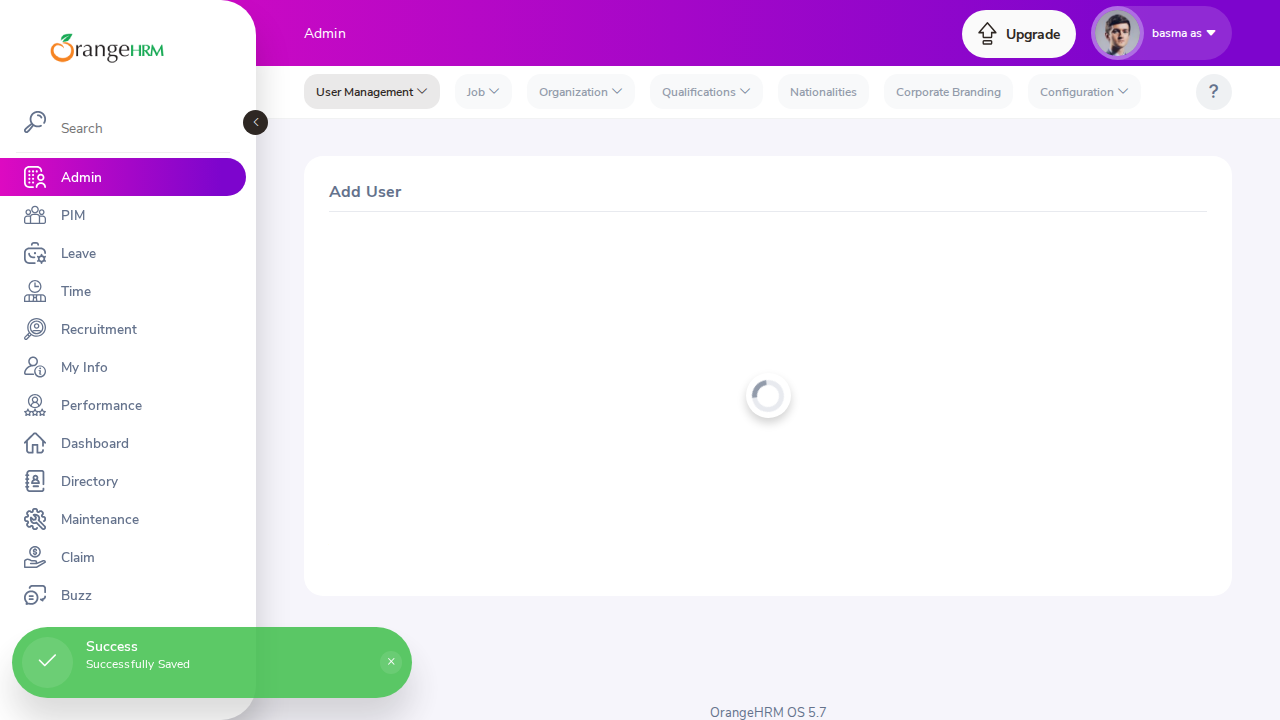 OrangeHRM
Admin
Upgrade
basma as
User Management
Job
Organization
Qualifications
Nationalities
Corporate Branding
Configuration
?
Search
Admin
PIM
Leave
Time
Recruitment
My Info
Performance
Dashboard
Directory
Maintenance
Claim
Buzz
Add User
Success
Successfully Saved
×
OrangeHRM OS 5.7